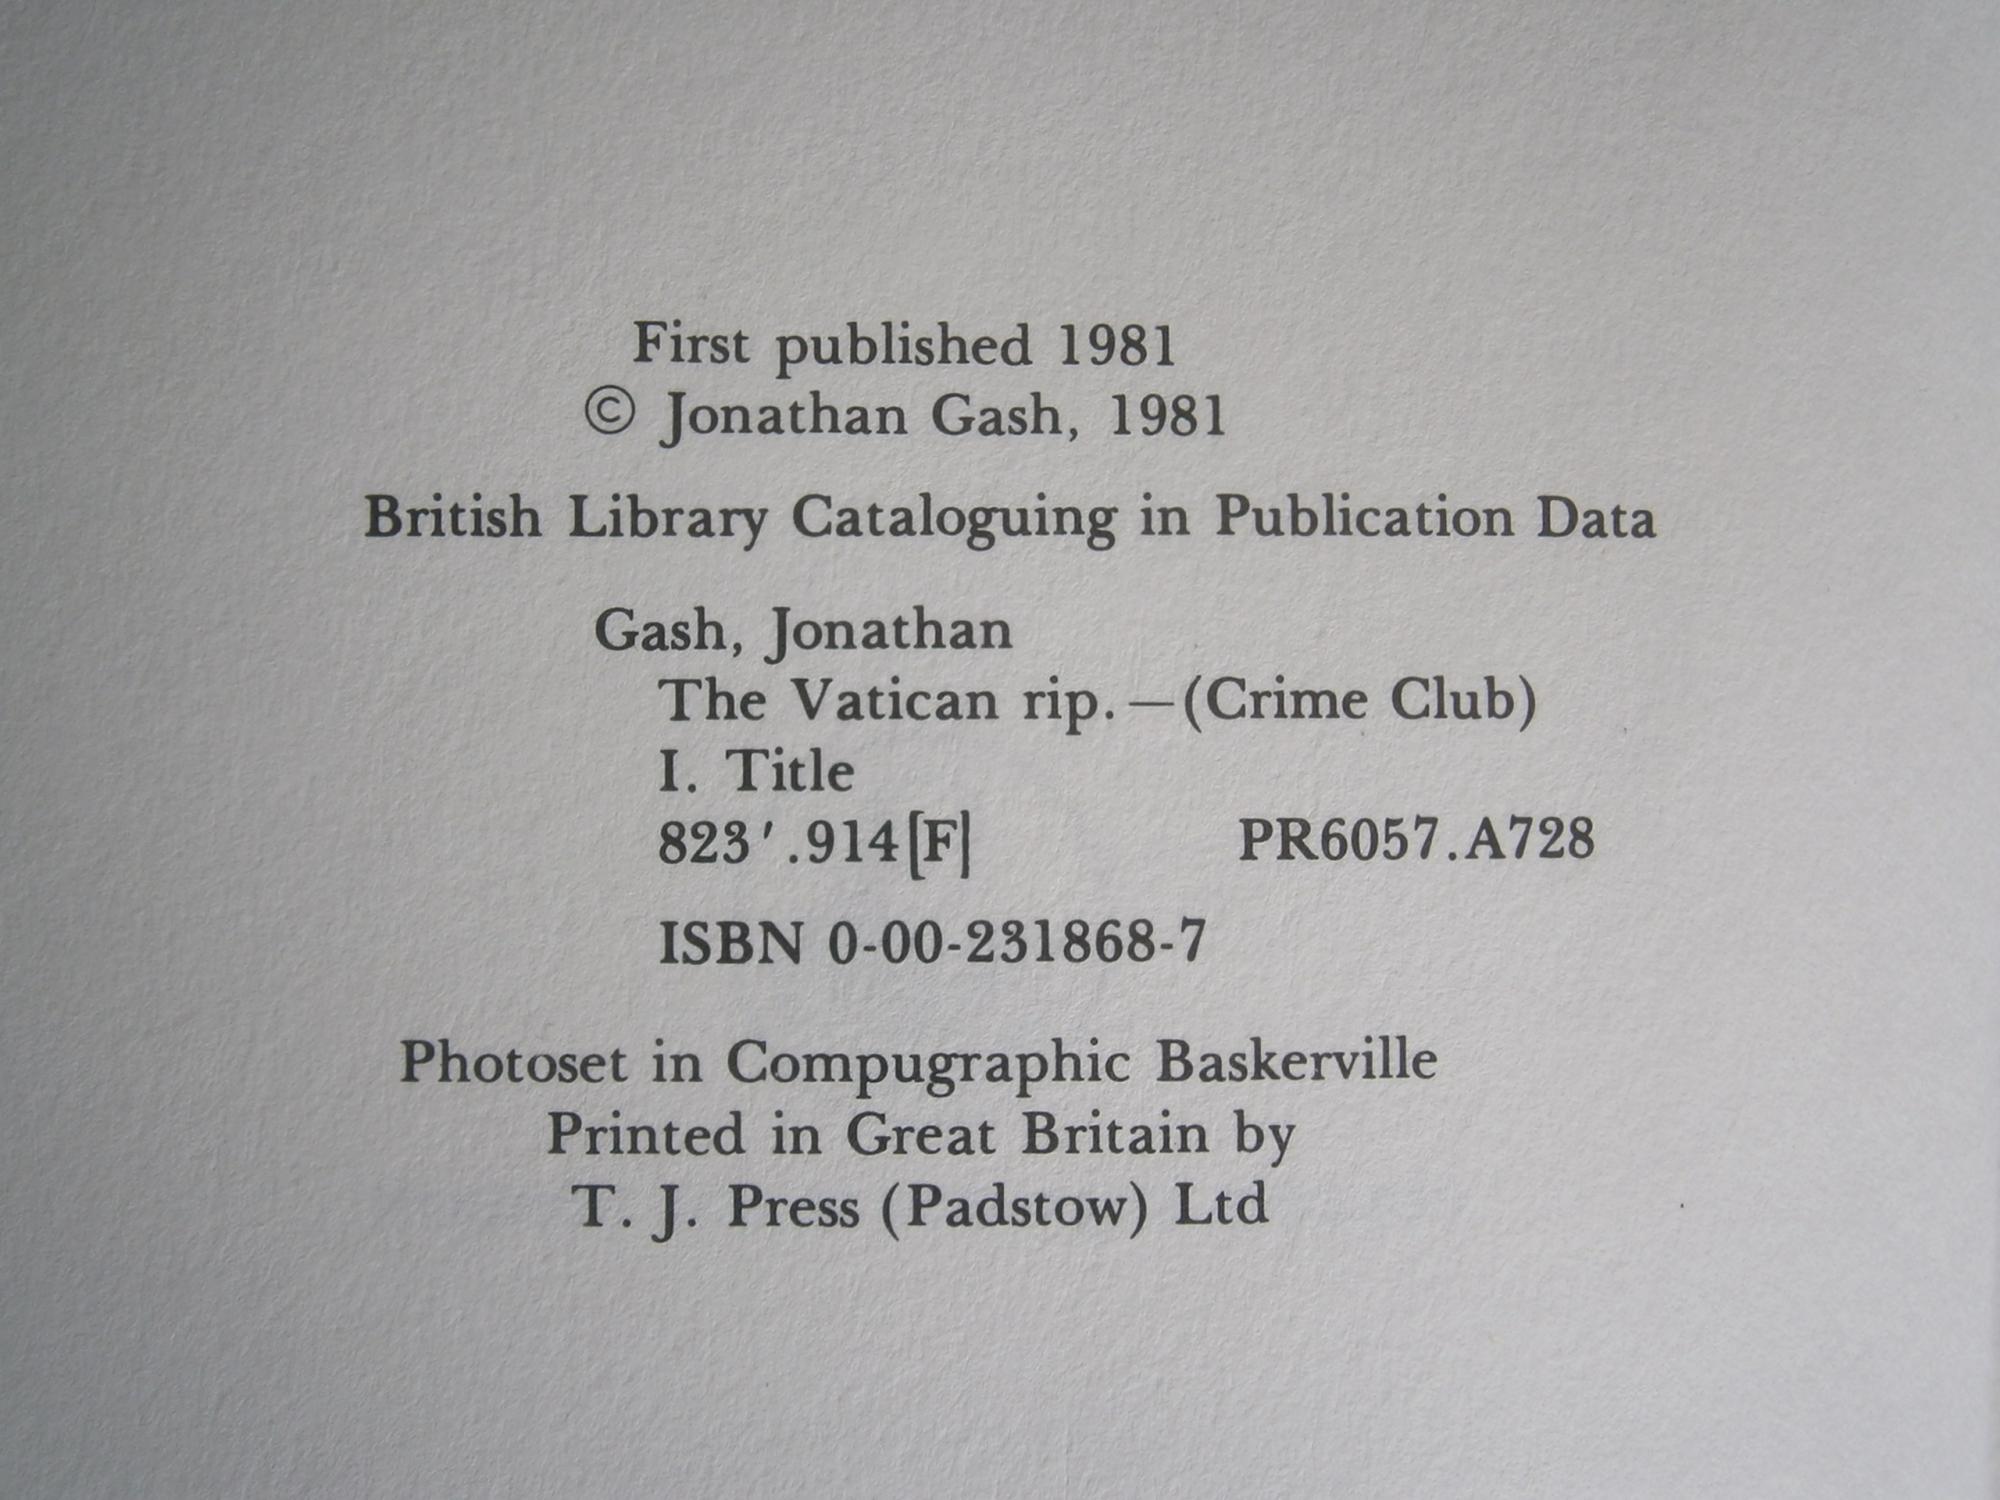 First published 1981
© Jonathan Gash, 1981
British Library Cataloguing in Publication Data
Gash, Jonathan
The Vatican rip.—(Crime Club)
I. Title
823′.914[F]
PR6057.A728
ISBN 0-00-231868-7
Photoset in Compugraphic Baskerville
Printed in Great Britain by
T. J. Press (Padstow) Ltd